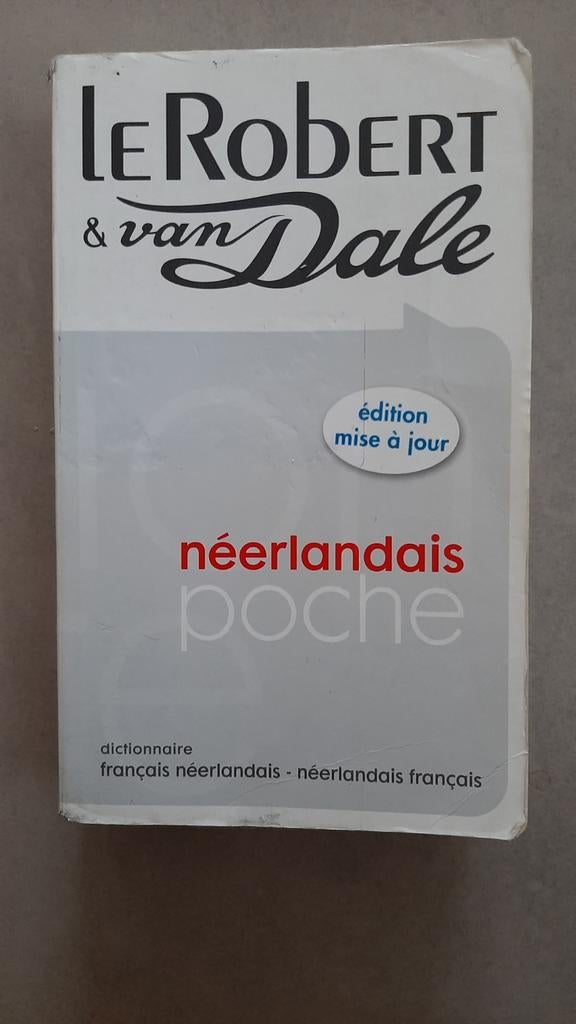 le Robert
& van Dale
édition
mise à jour
néerlandais
poche
dictionnaire
français néerlandais - néerlandais français